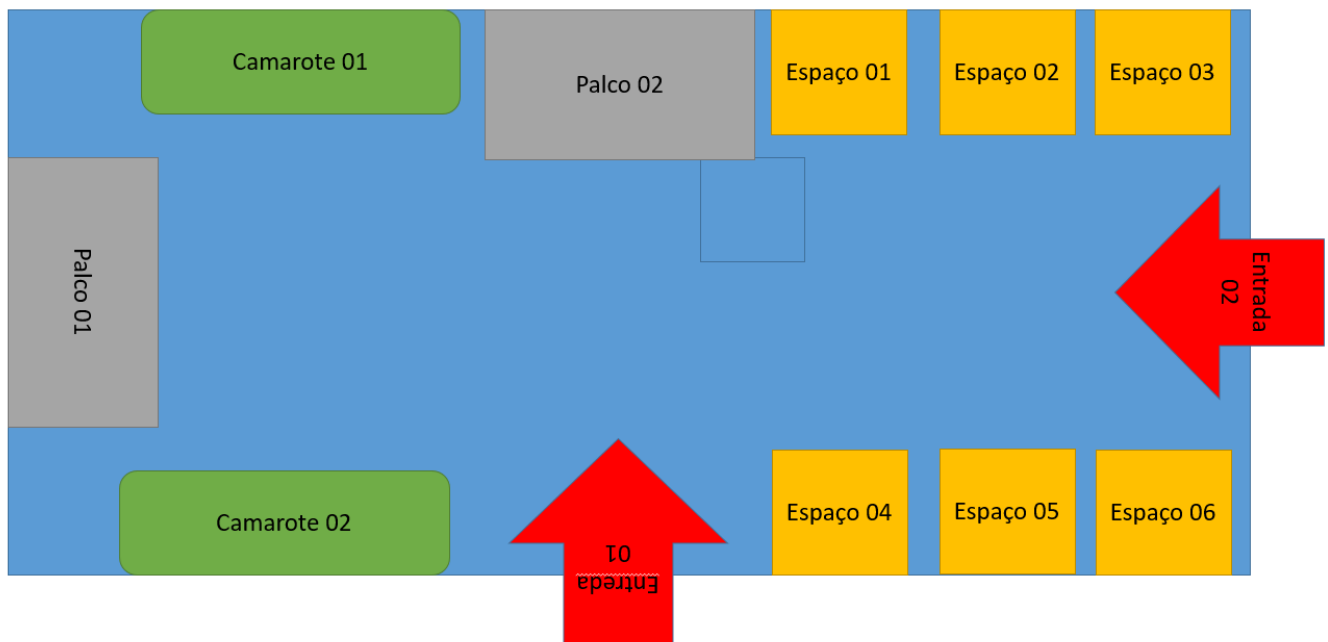 Camarote 01
Palco 02
Espaço 01
Espaço 02
Espaço 03
Palco 01
Entrada
02
Camarote 02
Entreda
01
Espaço 04
Espaço 05
Espaço 06